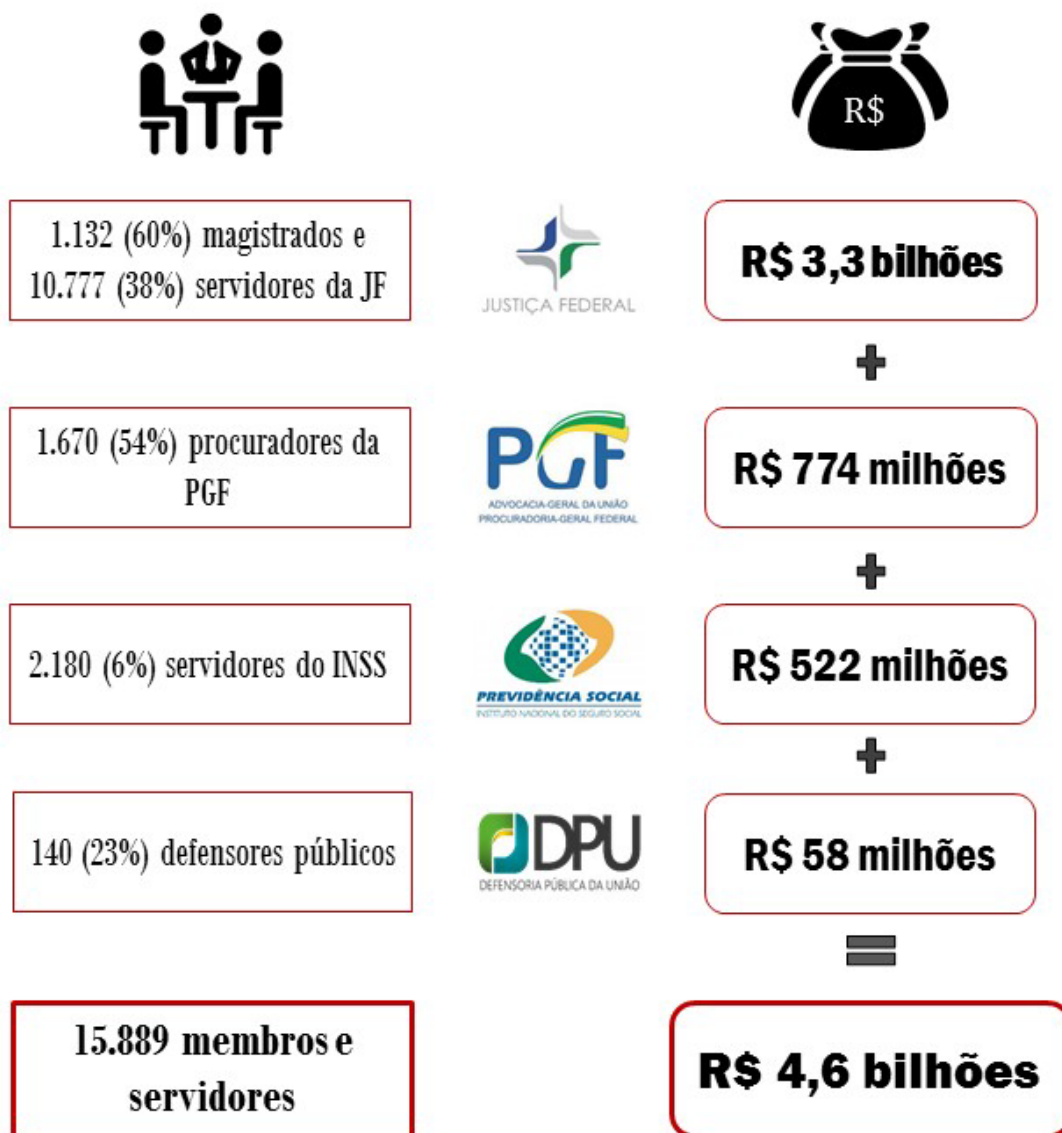 R$
1.132 (60%) magistrados e
10.777 (38%) servidores da JF
JUSTIÇA FEDERAL
R$ 3,3 bilhões
+
1.670 (54%) procuradores da
PGF
PGF
ADVOCACIA-GERAL DA UNIÃO
PROCURADORIA-GERAL FEDERAL
R$ 774 milhões
+
2.180 (6%) servidores do INSS
PREVIDÊNCIA SOCIAL
INSTITUTO NACIONAL DO SEGURO SOCIAL
R$ 522 milhões
+
140 (23%) defensores públicos
DPU
DEFENSORIA PÚBLICA DA UNIÃO
R$ 58 milhões
=
15.889 membros e
servidores
R$ 4,6 bilhões